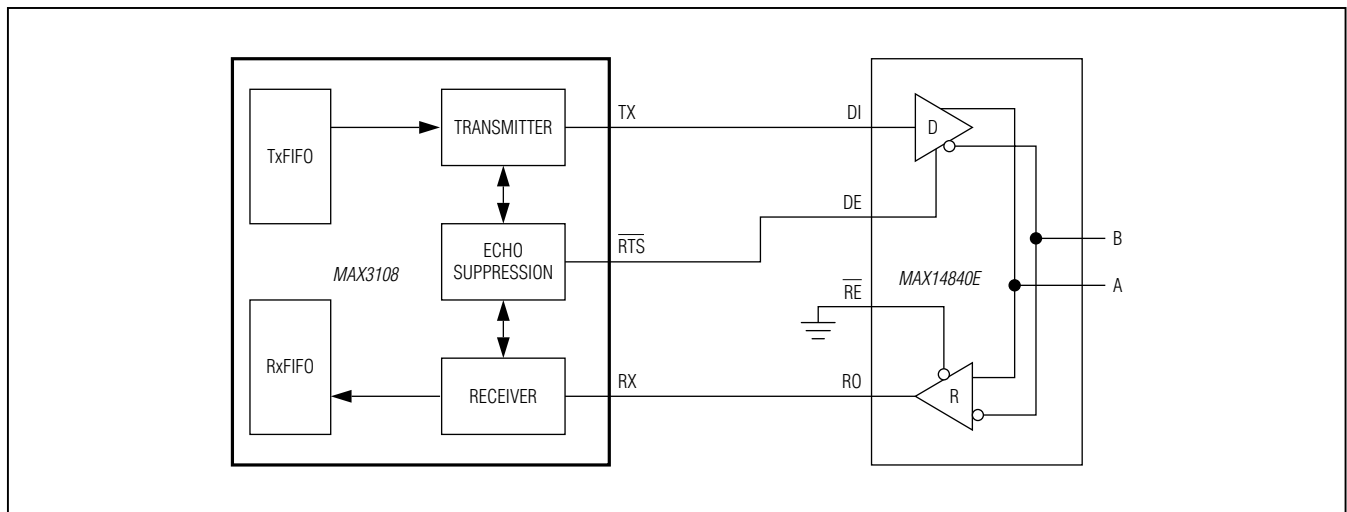 TxFIFO
TRANSMITTER
TX
DI
D
DE
ECHO
SUPPRESSION
RTS
MAX3108
B
MAX14840E
A
RE
RxFIFO
RECEIVER
RX
RO
R